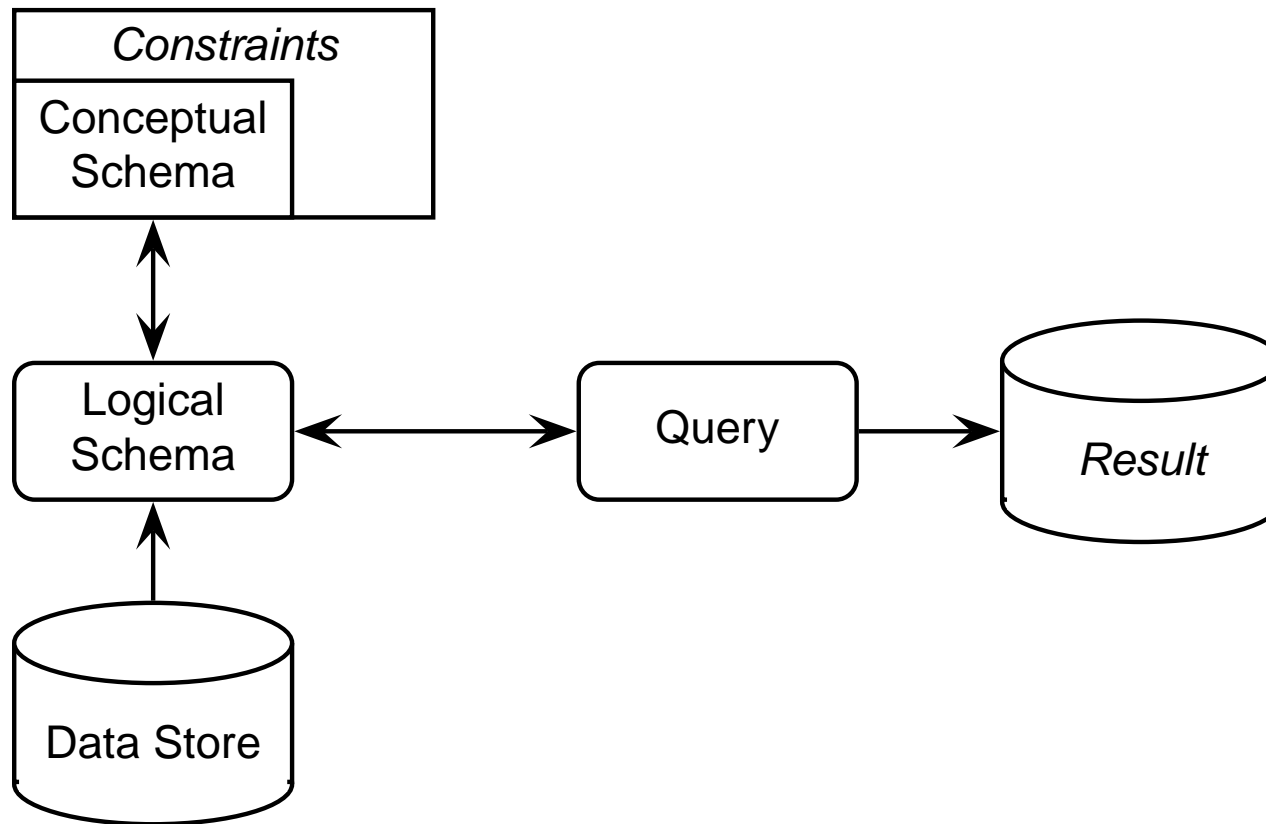 Constraints
Conceptual
Schema
Logical
Schema
Query
Result
Data Store